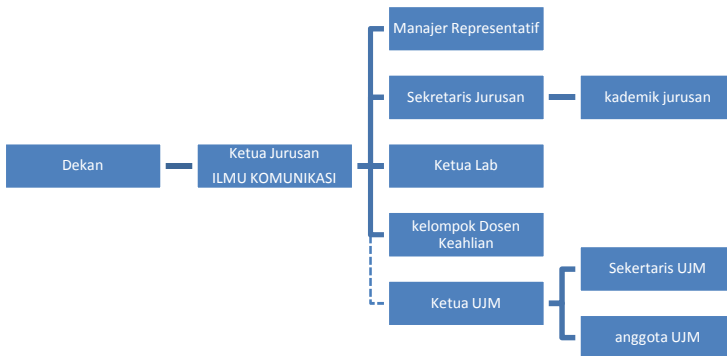 Manajer Representatif
Sekretaris Jurusan
kademik jurusan
Dekan
Ketua Jurusan
ILMU KOMUNIKASI
Ketua Lab
kelompok Dosen
Keahlian
Sekertaris UJM
Ketua UJM
anggota UJM